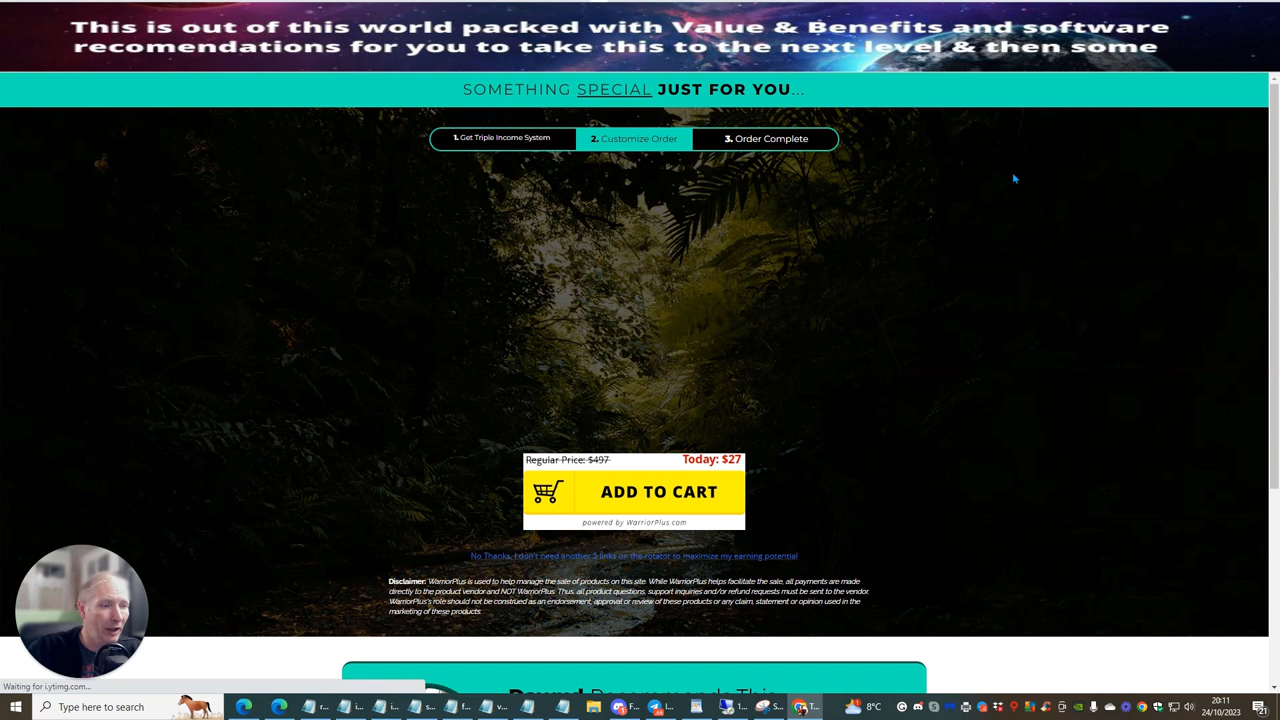 This is out of this world packed with Value & Benefits and software
recomendations for you to take this to the next level & then some
SOMETHING SPECIAL JUST FOR YOU...
1. Get Triple Income System
2. Customize Order
3. Order Complete
Regular Price: $497
Today: $27
ADD TO CART
powered by WarriorPlus.com
No Thanks, I don't need another 5 links on the rotator to maximize my earning potential
Disclaimer: WarriorPlus is used to help manage the sale of products on this site. While WarriorPlus helps facilitate the sale, all payments are made
directly to the product vendor and NOT WarriorPlus. Thus, all product questions, support inquiries and/or refund requests must be sent to the vendor.
WarriorPlus's role should not be construed as an endorsement, approval or review of these products or any claim, statement or opinion used in the
marketing of these products.
Recommends This
Waiting for i.ytimg.com...
Type here to search
8°C
20:11
24/10/2023